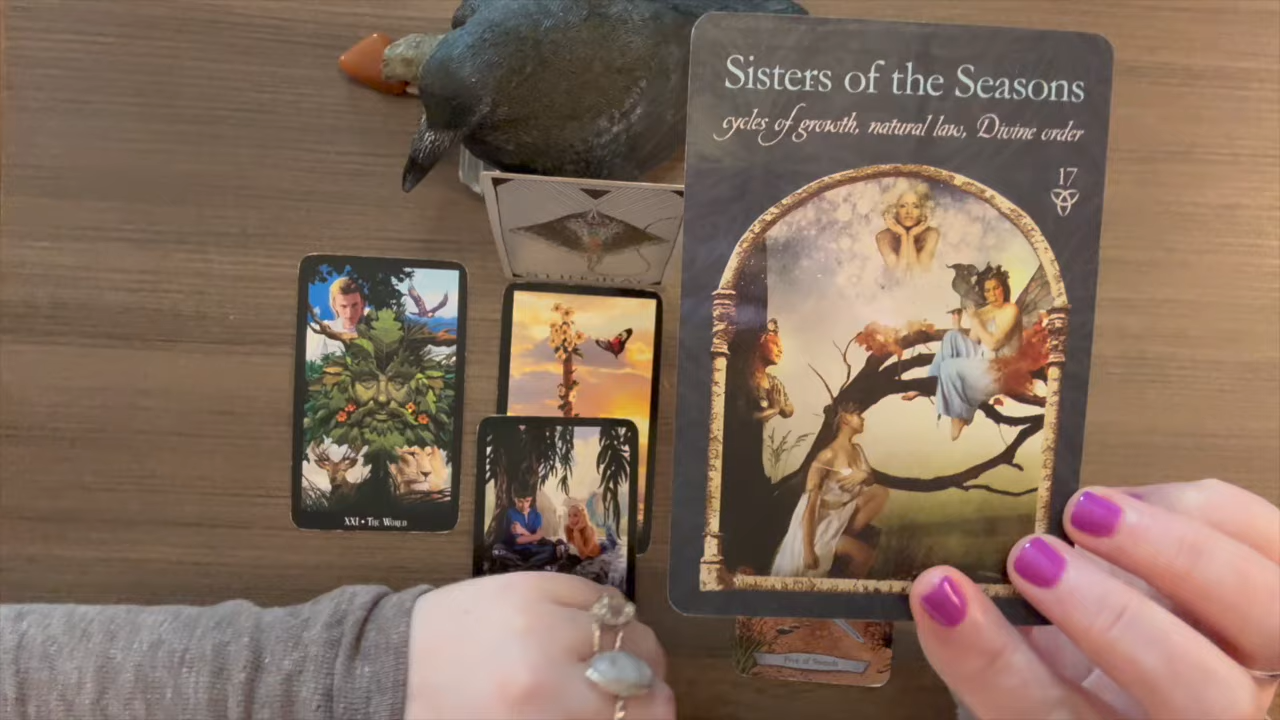 Sisters of the Seasons
cycles of growth, natural law, Divine order
17
XXI • The World
Five of Swords